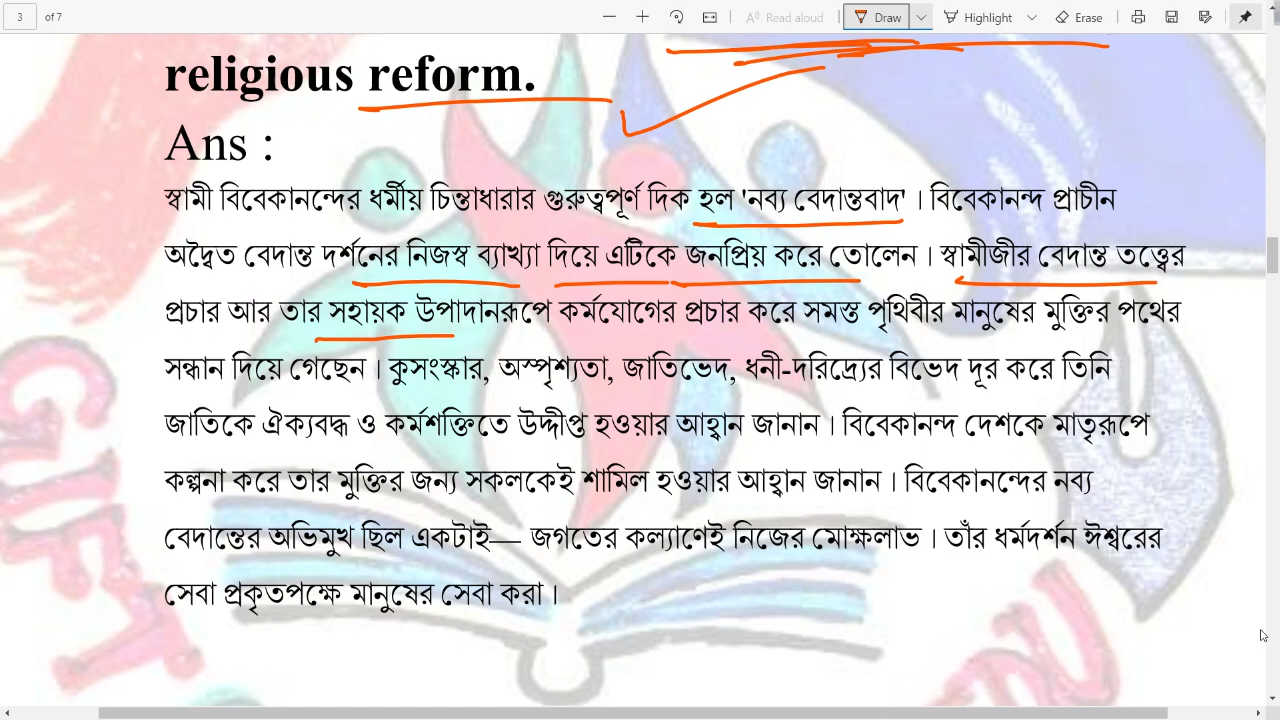 3 of 7 Read aloud Draw Highlight Erase
religious reform.
Ans :
স্বামী বিবেকানন্দের ধর্মীয় চিন্তাধারার গুরুত্বপূর্ণ দিক হল 'নব্য বেদান্তবাদ' । বিবেকানন্দ প্রাচীন
অদ্বৈত বেদান্ত দর্শনের নিজস্ব ব্যাখ্যা দিয়ে এটিকে জনপ্রিয় করে তোলেন । স্বামীজীর বেদান্ত তত্ত্বের
প্রচার আর তার সহায়ক উপাদানরূপে কর্মযোগের প্রচার করে সমস্ত পৃথিবীর মানুষের মুক্তির পথের
সন্ধান দিয়ে গেছেন । কুসংস্কার, অস্পৃশ্যতা, জাতিভেদ, ধনী-দরিদ্র্যের বিভেদ দূর করে তিনি
জাতিকে ঐক্যবদ্ধ ও কর্মশক্তিতে উদ্দীপ্ত হওয়ার আহ্বান জানান । বিবেকানন্দ দেশকে মাতৃরূপে
কল্পনা করে তার মুক্তির জন্য সকলকেই শামিল হওয়ার আহ্বান জানান । বিবেকানন্দের নব্য
বেদান্তের অভিমুখ ছিল একটাই— জগতের কল্যাণেই নিজের মোক্ষলাভ । তাঁর ধর্মদর্শন ঈশ্বরের
সেবা প্রকৃতপক্ষে মানুষের সেবা করা ।